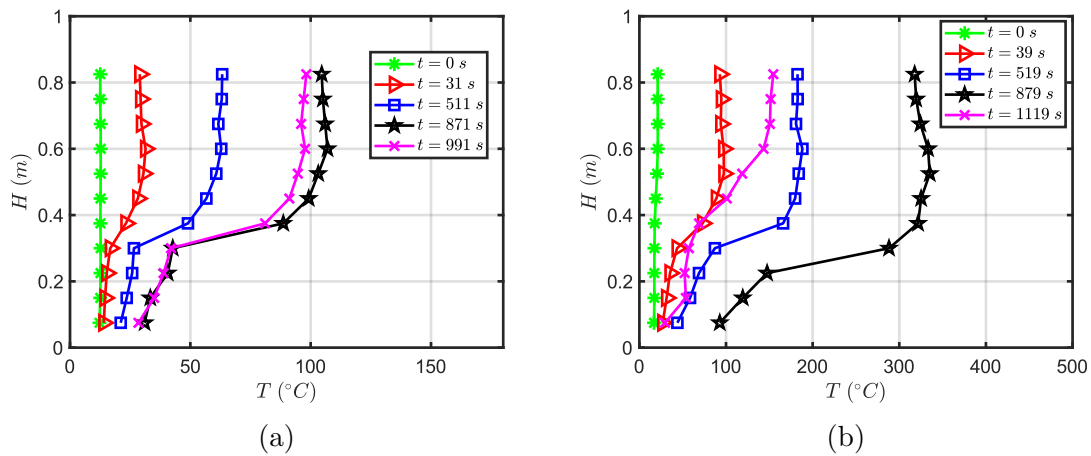 1
0.8
0.6
0.4
0.2
0
H (m)
0
50
100
150
T (°C)
t = 0 s
t = 31 s
t = 511 s
t = 871 s
t = 991 s
(a)
1
0.8
0.6
0.4
0.2
0
H (m)
0
100
200
300
400
500
T (°C)
t = 0 s
t = 39 s
t = 519 s
t = 879 s
t = 1119 s
(b)